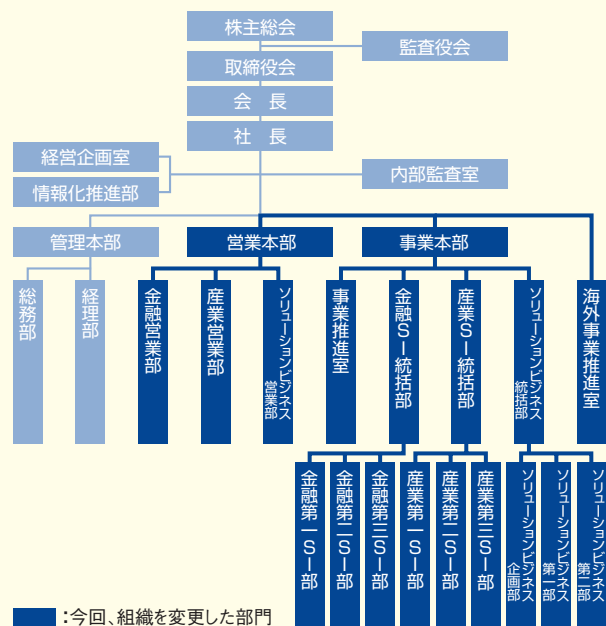 株主総会
監査役会
取締役会
会 長
社 長
経営企画室
情報化推進部
内部監査室
管理本部
営業本部
事業本部
総務部
経理部
金融営業部
産業営業部
ソリューションビジネス
営業部
事業推進室
金融SI統括部
産業SI統括部
ソリューションビジネス
統括部
海外事業推進室
金融第一SI部
金融第二SI部
金融第三SI部
産業第一SI部
産業第二SI部
産業第三SI部
ソリューションビジネス
企画部
ソリューションビジネス
第一部
ソリューションビジネス
第二部
:今回、組織を変更した部門